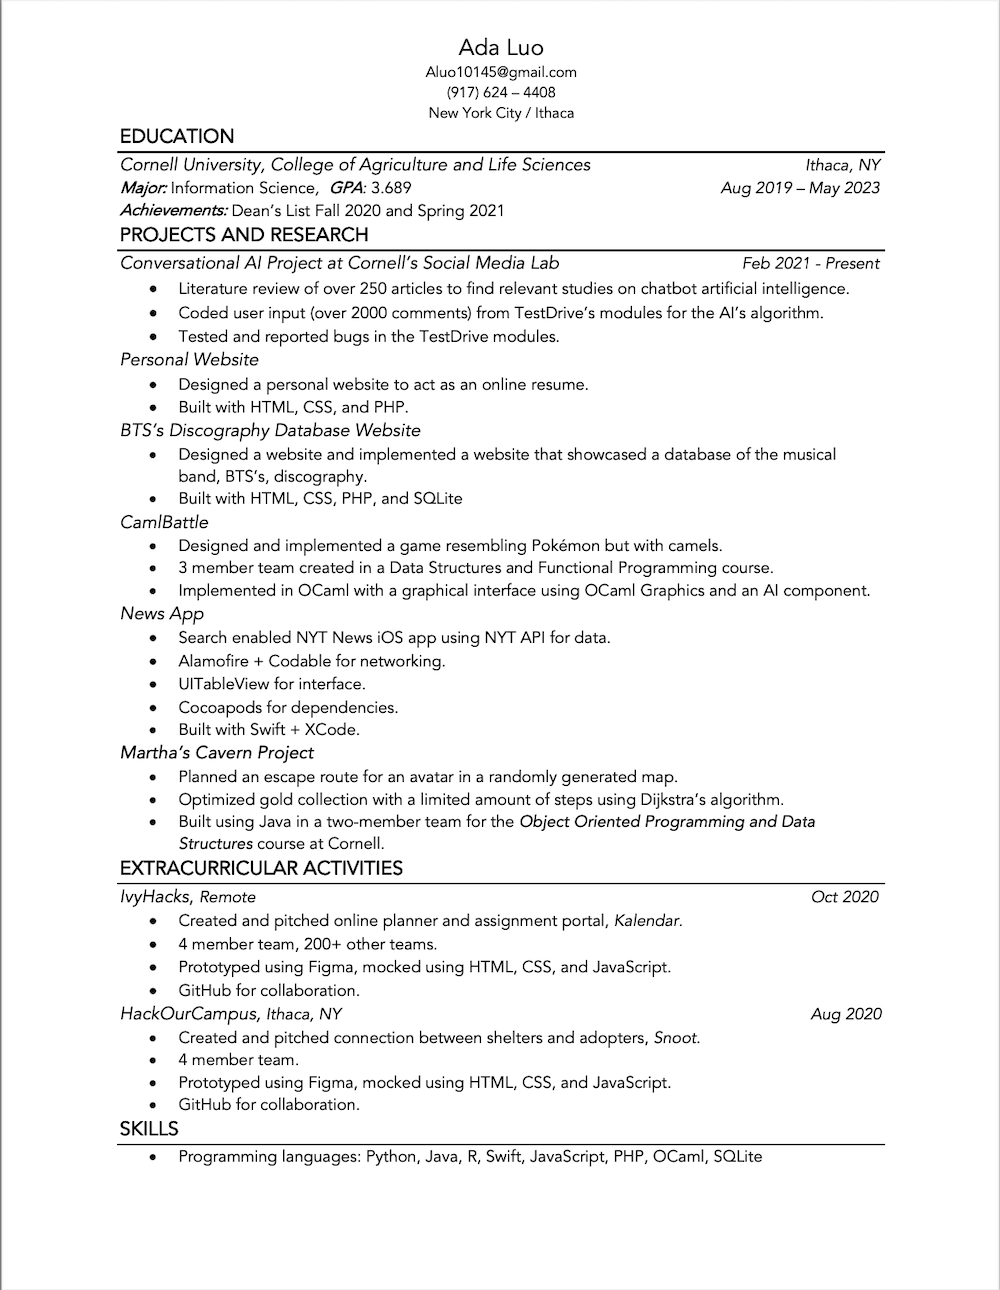 Ada Luo
Aluo10145@gmail.com
(917) 624 – 4408
New York City / Ithaca
EDUCATION
Cornell University, College of Agriculture and Life Sciences Ithaca, NY
Major: Information Science, GPA: 3.689 Aug 2019 – May 2023
Achievements: Dean's List Fall 2020 and Spring 2021
PROJECTS AND RESEARCH
Conversational AI Project at Cornell's Social Media Lab Feb 2021 - Present
• Literature review of over 250 articles to find relevant studies on chatbot artificial intelligence.
• Coded user input (over 2000 comments) from TestDrive's modules for the AI's algorithm.
• Tested and reported bugs in the TestDrive modules.
Personal Website
• Designed a personal website to act as an online resume.
• Built with HTML, CSS, and PHP.
BTS's Discography Database Website
• Designed a website and implemented a website that showcased a database of the musical
band, BTS's, discography.
• Built with HTML, CSS, PHP, and SQLite
CamlBattle
• Designed and implemented a game resembling Pokémon but with camels.
• 3 member team created in a Data Structures and Functional Programming course.
• Implemented in OCaml with a graphical interface using OCaml Graphics and an AI component.
News App
• Search enabled NYT News iOS app using NYT API for data.
• Alamofire + Codable for networking.
• UITableView for interface.
• Cocoapods for dependencies.
• Built with Swift + XCode.
Martha's Cavern Project
• Planned an escape route for an avatar in a randomly generated map.
• Optimized gold collection with a limited amount of steps using Dijkstra's algorithm.
• Built using Java in a two-member team for the Object Oriented Programming and Data
Structures course at Cornell.
EXTRACURRICULAR ACTIVITIES
IvyHacks, Remote Oct 2020
• Created and pitched online planner and assignment portal, Kalendar.
• 4 member team, 200+ other teams.
• Prototyped using Figma, mocked using HTML, CSS, and JavaScript.
• GitHub for collaboration.
HackOurCampus, Ithaca, NY Aug 2020
• Created and pitched connection between shelters and adopters, Snoot.
• 4 member team.
• Prototyped using Figma, mocked using HTML, CSS, and JavaScript.
• GitHub for collaboration.
SKILLS
• Programming languages: Python, Java, R, Swift, JavaScript, PHP, OCaml, SQLite